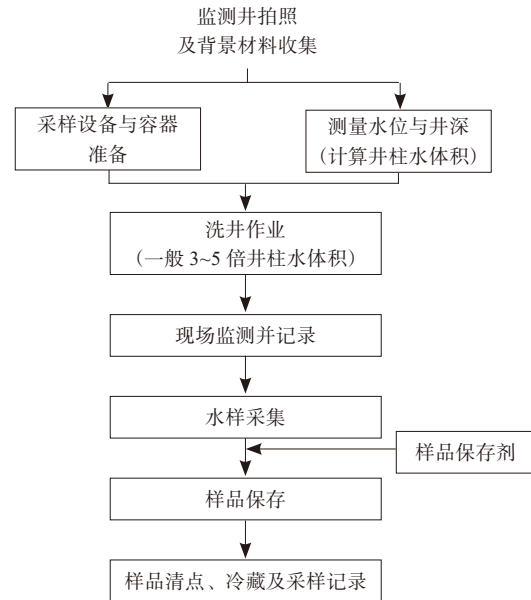 监测井拍照
及背景材料收集
采样设备与容器
准备
测量水位与井深
（计算井柱水体积）
洗井作业
（一般 3~5 倍井柱水体积）
现场监测并记录
水样采集
样品保存剂
样品保存
样品清点、冷藏及采样记录